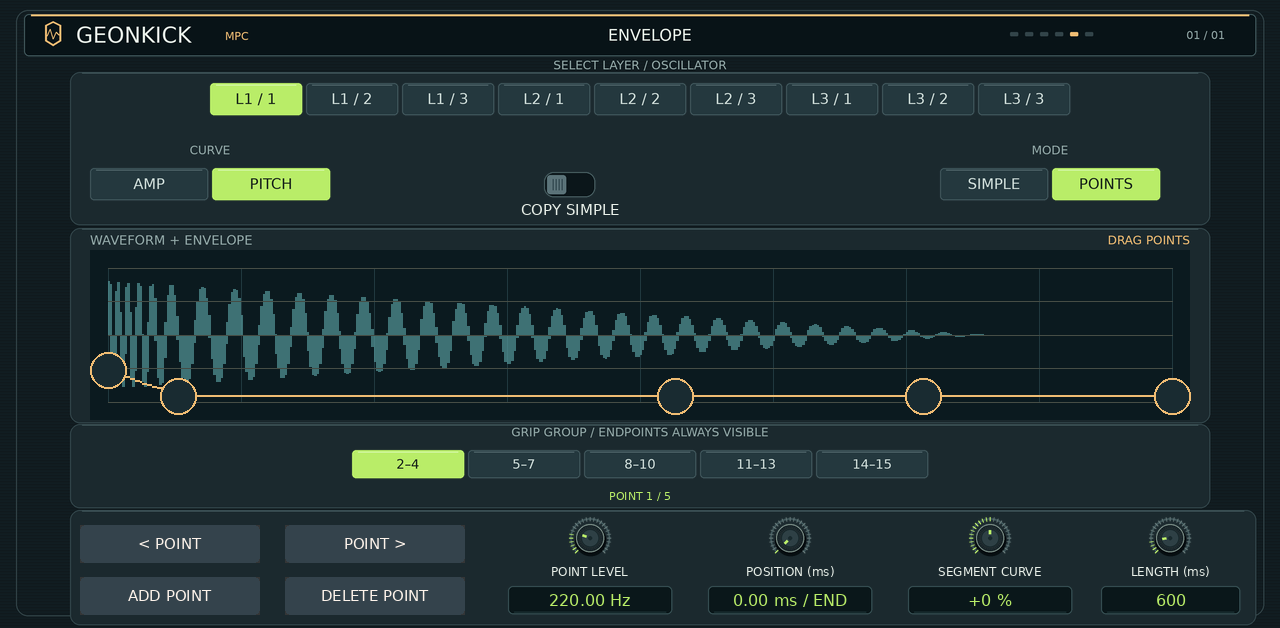 GEONKICK MPC ENVELOPE 01 / 01
SELECT LAYER / OSCILLATOR
L1 / 1 L1 / 2 L1 / 3 L2 / 1 L2 / 2 L2 / 3 L3 / 1 L3 / 2 L3 / 3
CURVE MODE
AMP PITCH SIMPLE POINTS
COPY SIMPLE
WAVEFORM + ENVELOPE DRAG POINTS
GRIP GROUP / ENDPOINTS ALWAYS VISIBLE
2–4 5–7 8–10 11–13 14–15
POINT 1 / 5
< POINT POINT >
POINT LEVEL POSITION (ms) SEGMENT CURVE LENGTH (ms)
ADD POINT DELETE POINT 220.00 Hz 0.00 ms / END +0 % 600